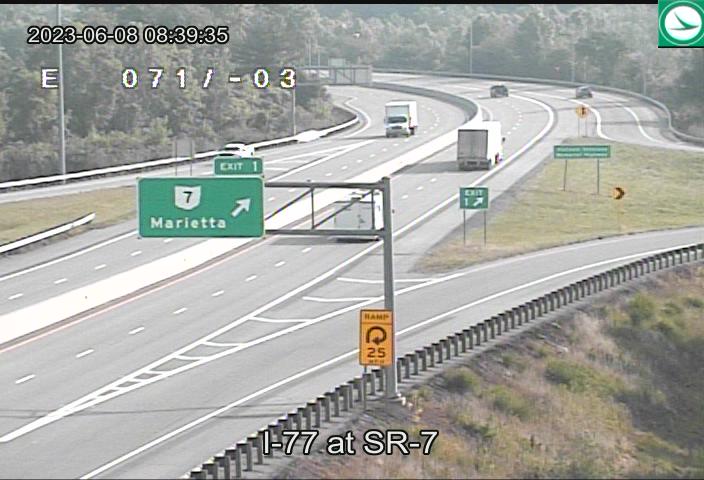 2023-06-08 08:39:35
E 071/-03
EXIT 1
7
Marietta
EXIT
1
RAMP
25
MPH
I-77 at SR-7